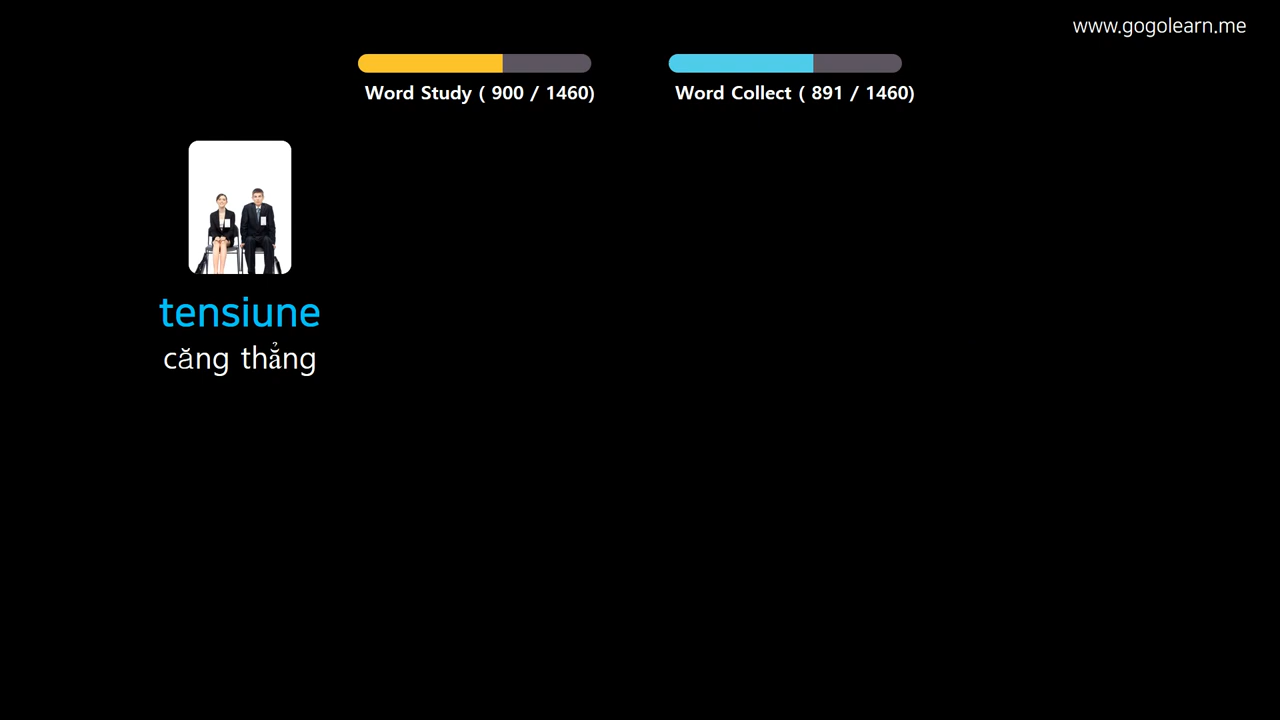 www.gogolearn.me
Word Study ( 900 / 1460)
Word Collect ( 891 / 1460)
tensiune
căng thẳng